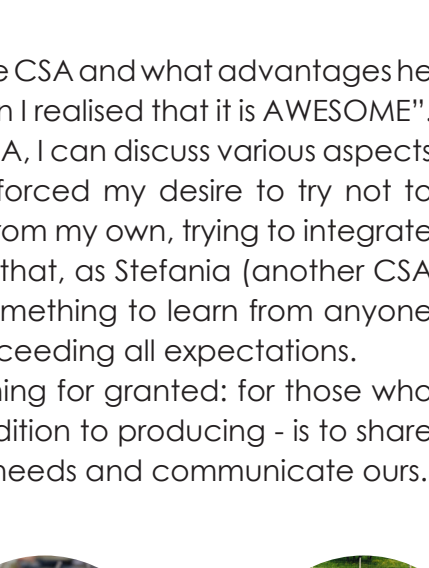 e CSA and what advantages he
n I realised that it is AWESOME”.
A, I can discuss various aspects
forced my desire to try not to
rom my own, trying to integrate
that, as Stefania (another CSA
mething to learn from anyone
ceeding all expectations.
ning for granted: for those who
dition to producing - is to share
needs and communicate ours.